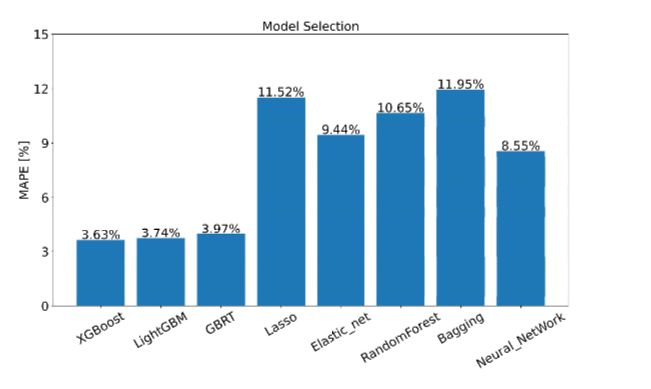 Model Selection
MAPE [%]
15
12
9
6
3
0
3.63%
3.74%
3.97%
11.52%
9.44%
10.65%
11.95%
8.55%
XGBoost
LightGBM
GBRT
Lasso
Elastic_net
RandomForest
Bagging
Neural_NetWork